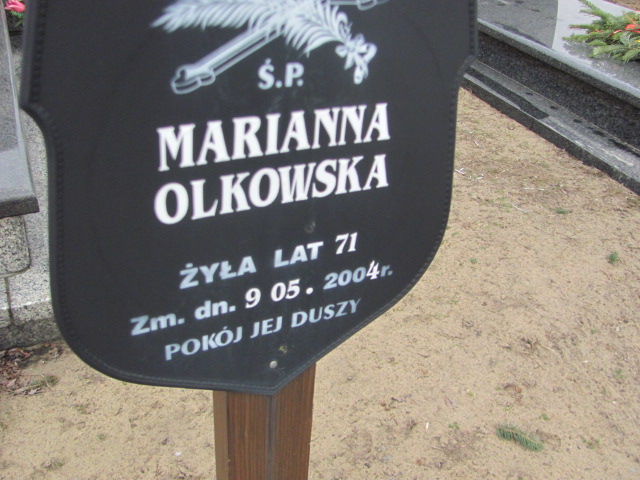 Ś.P.
MARIANNA
OLKOWSKA
ŻYŁA LAT 71
Zm. dn. 9 05. 2004r.
POKÓJ JEJ DUSZY